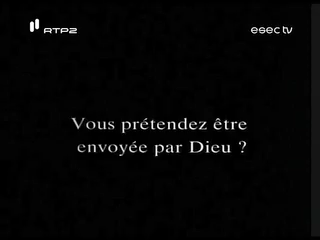 RTP2
esec tv
Vous prétendez être
envoyée par Dieu ?